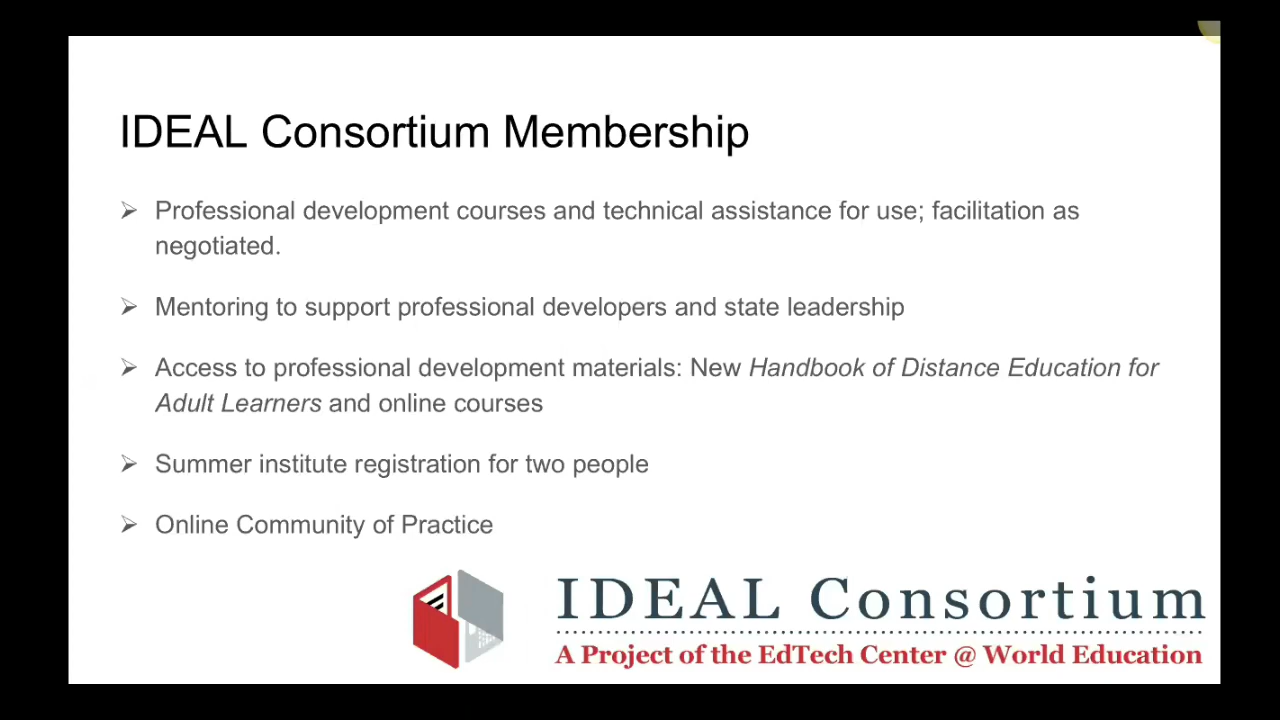 IDEAL Consortium Membership
➢ Professional development courses and technical assistance for use; facilitation as
negotiated.
➢ Mentoring to support professional developers and state leadership
➢ Access to professional development materials: New Handbook of Distance Education for
Adult Learners and online courses
➢ Summer institute registration for two people
➢ Online Community of Practice
IDEAL Consortium
A Project of the EdTech Center @ World Education